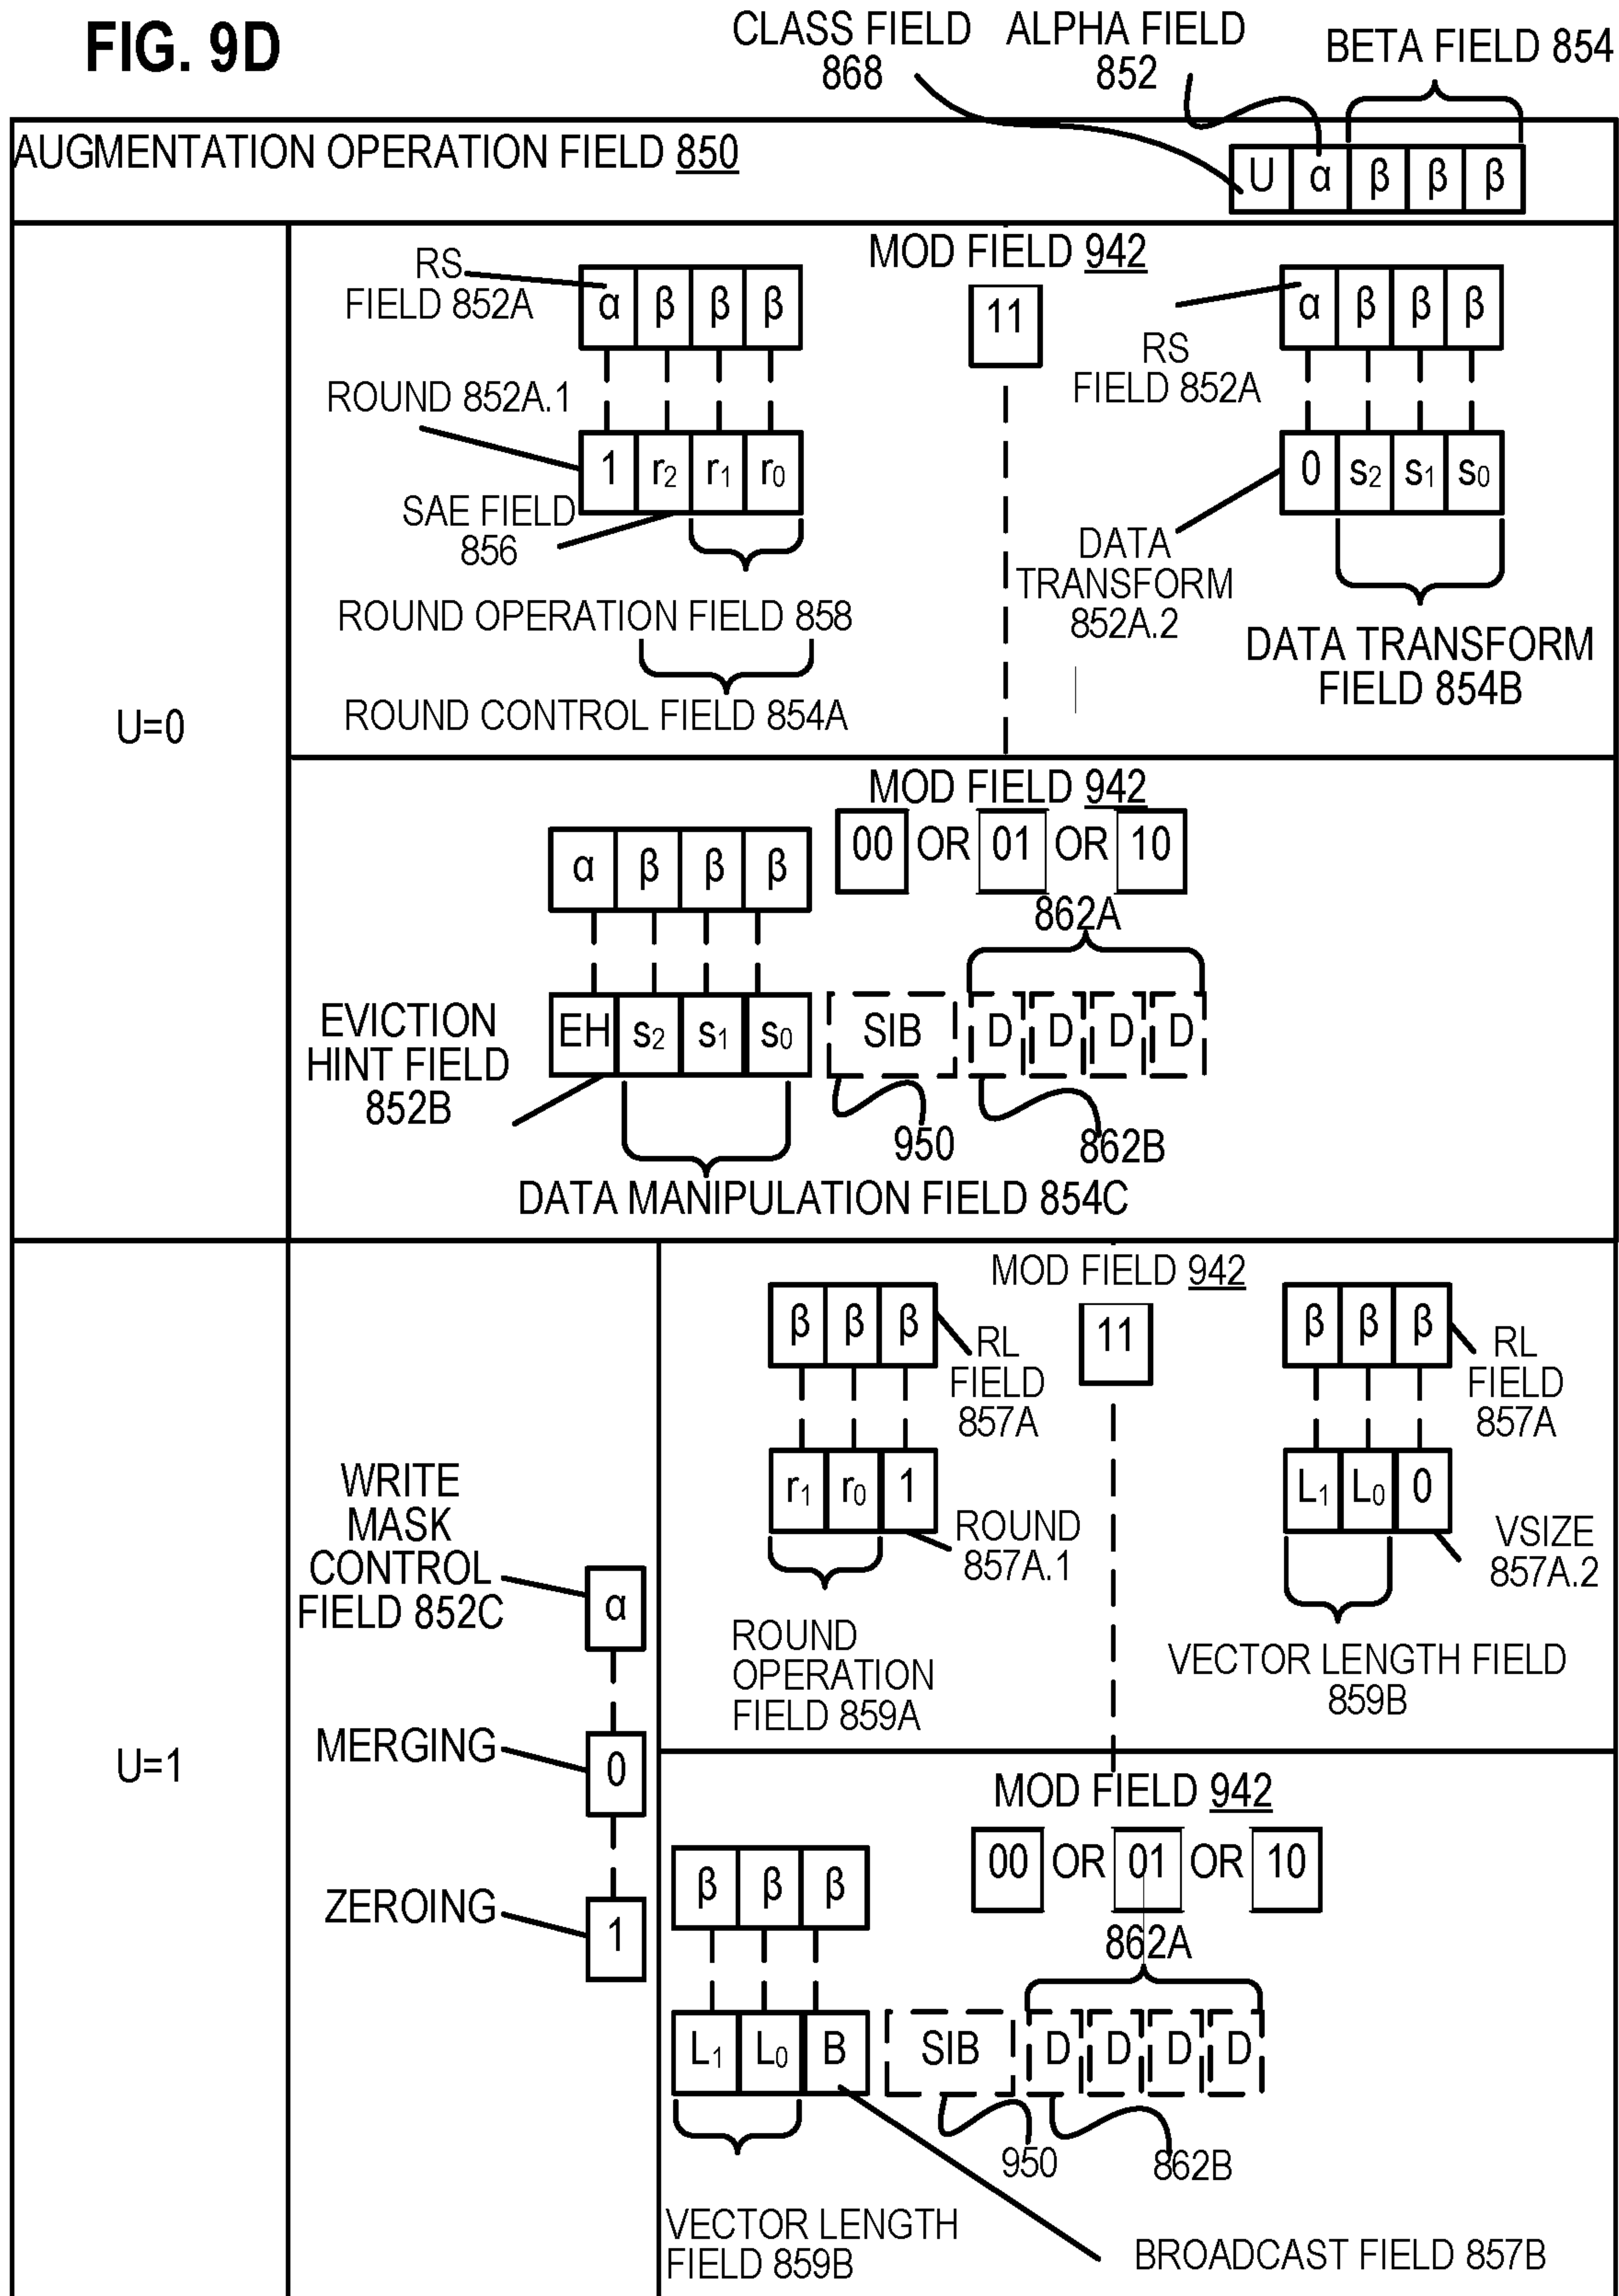 FIG. 9D
CLASS FIELD
868
ALPHA FIELD
852
BETA FIELD 854
AUGMENTATION OPERATION FIELD 850
U α β β β
U=0
MOD FIELD 942
11
RS
FIELD 852A
α β β β
ROUND 852A.1
1 r2 r1 r0
SAE FIELD
856
ROUND OPERATION FIELD 858
ROUND CONTROL FIELD 854A
α β β β
RS
FIELD 852A
0 s2 s1 s0
DATA
TRANSFORM
852A.2
DATA TRANSFORM
FIELD 854B
MOD FIELD 942
00 OR 01 OR 10
α β β β
862A
EVICTION
HINT FIELD
852B
EH s2 s1 s0
SIB D D D D
950
862B
DATA MANIPULATION FIELD 854C
U=1
WRITE
MASK
CONTROL
FIELD 852C
α
MERGING
0
ZEROING
1
MOD FIELD 942
11
β β β
RL
FIELD
857A
r1 r0 1
ROUND
857A.1
ROUND
OPERATION
FIELD 859A
β β β
RL
FIELD
857A
L1 L0 0
VSIZE
857A.2
VECTOR LENGTH FIELD
859B
MOD FIELD 942
00 OR 01 OR 10
β β β
862A
L1 L0 B
SIB D D D D
950
862B
VECTOR LENGTH
FIELD 859B
BROADCAST FIELD 857B